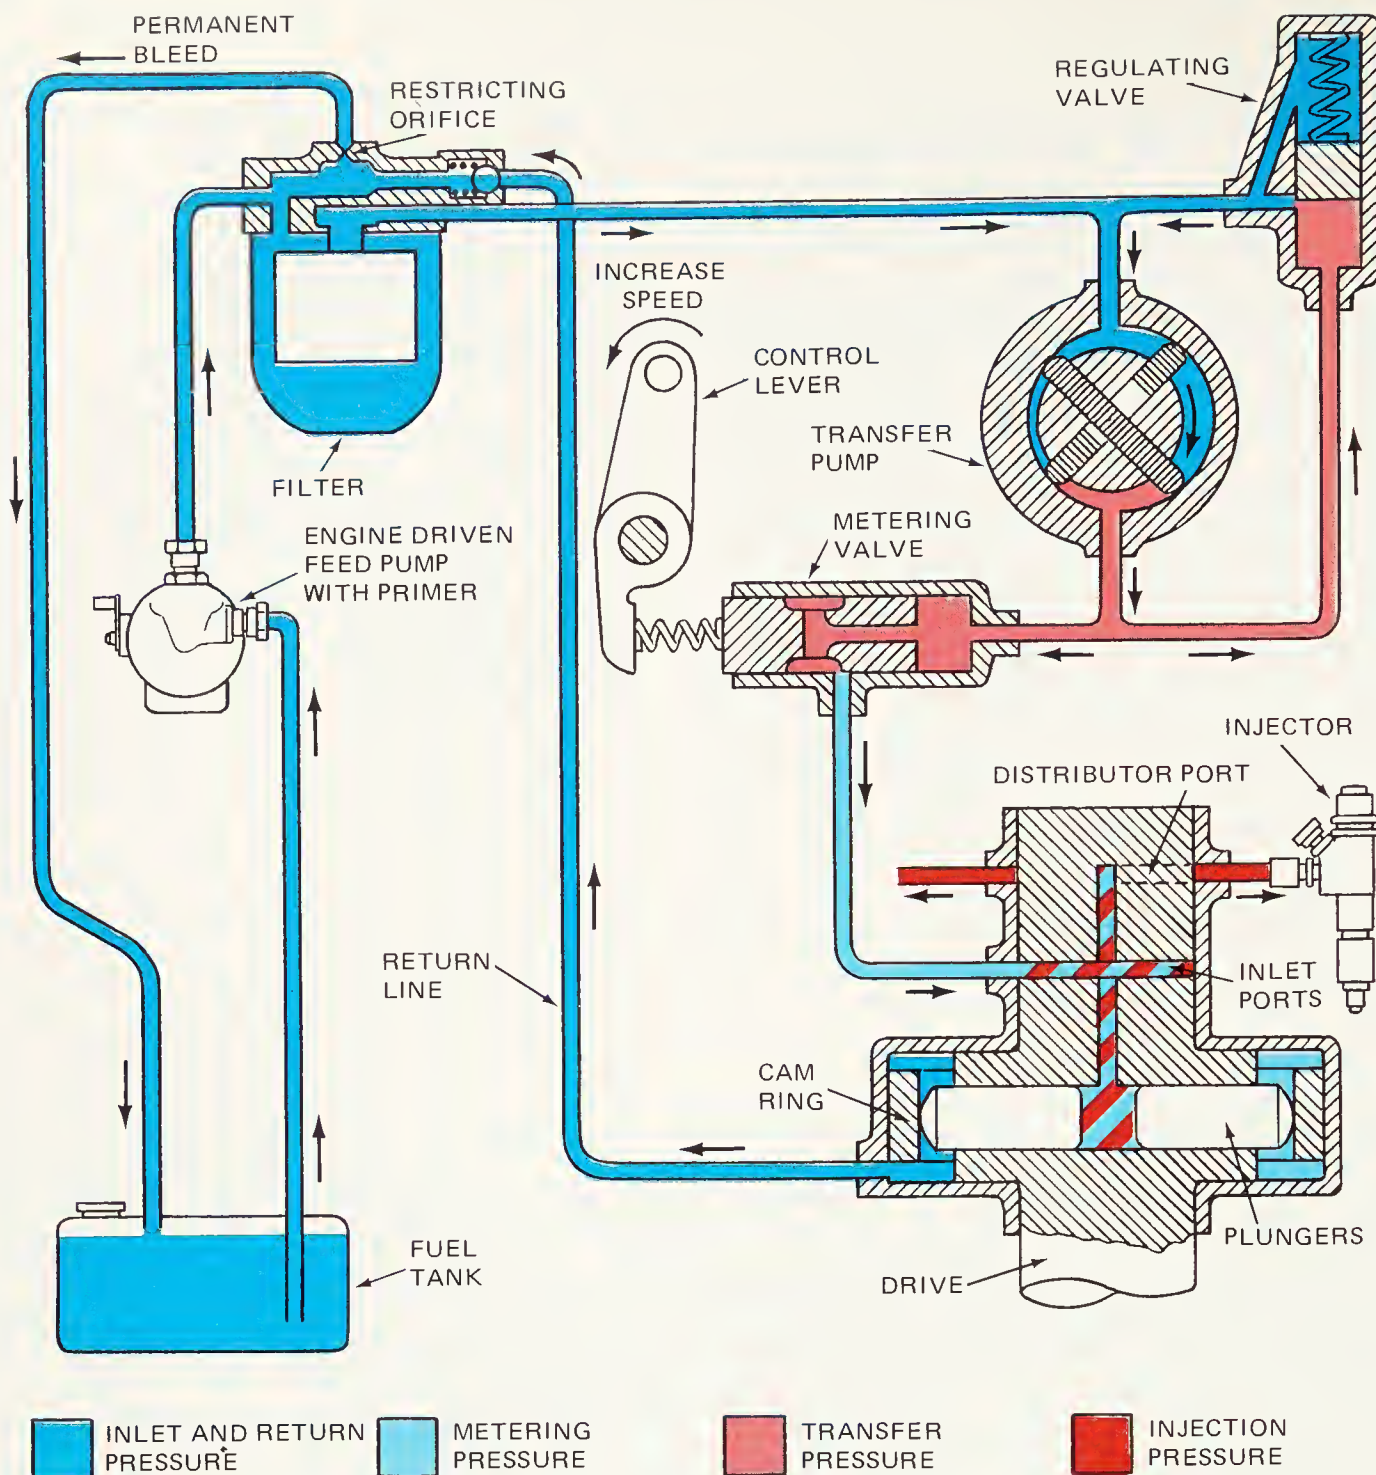 PERMANENT
BLEED
RESTRICTING
ORIFICE
REGULATING
VALVE
INCREASE
SPEED
CONTROL
LEVER
TRANSFER
PUMP
FILTER
ENGINE DRIVEN
FEED PUMP
WITH PRIMER
METERING
VALVE
INJECTOR
DISTRIBUTOR PORT
RETURN
LINE
INLET
PORTS
CAM
RING
PLUNGERS
FUEL
TANK
DRIVE
INLET AND RETURN
PRESSURE
METERING
PRESSURE
TRANSFER
PRESSURE
INJECTION
PRESSURE